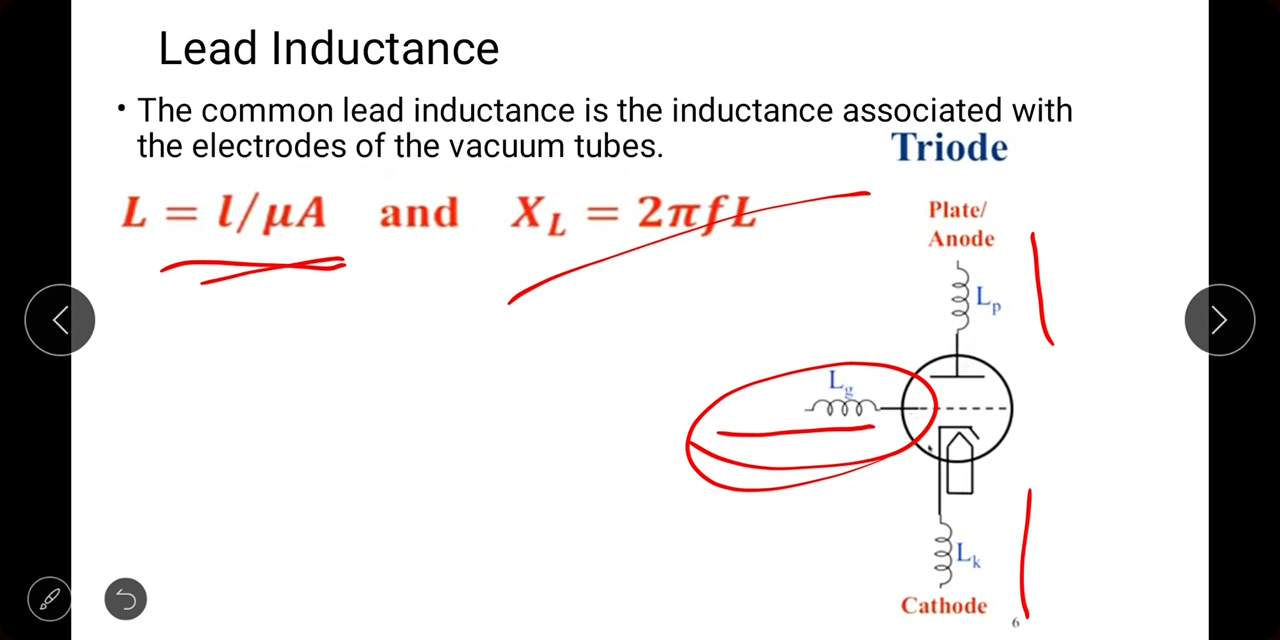 Lead Inductance
• The common lead inductance is the inductance associated with
the electrodes of the vacuum tubes.
Triode
L = l/μA and X_L = 2πfL
Plate/
Anode
L_p
L_g
L_k
Cathode
6